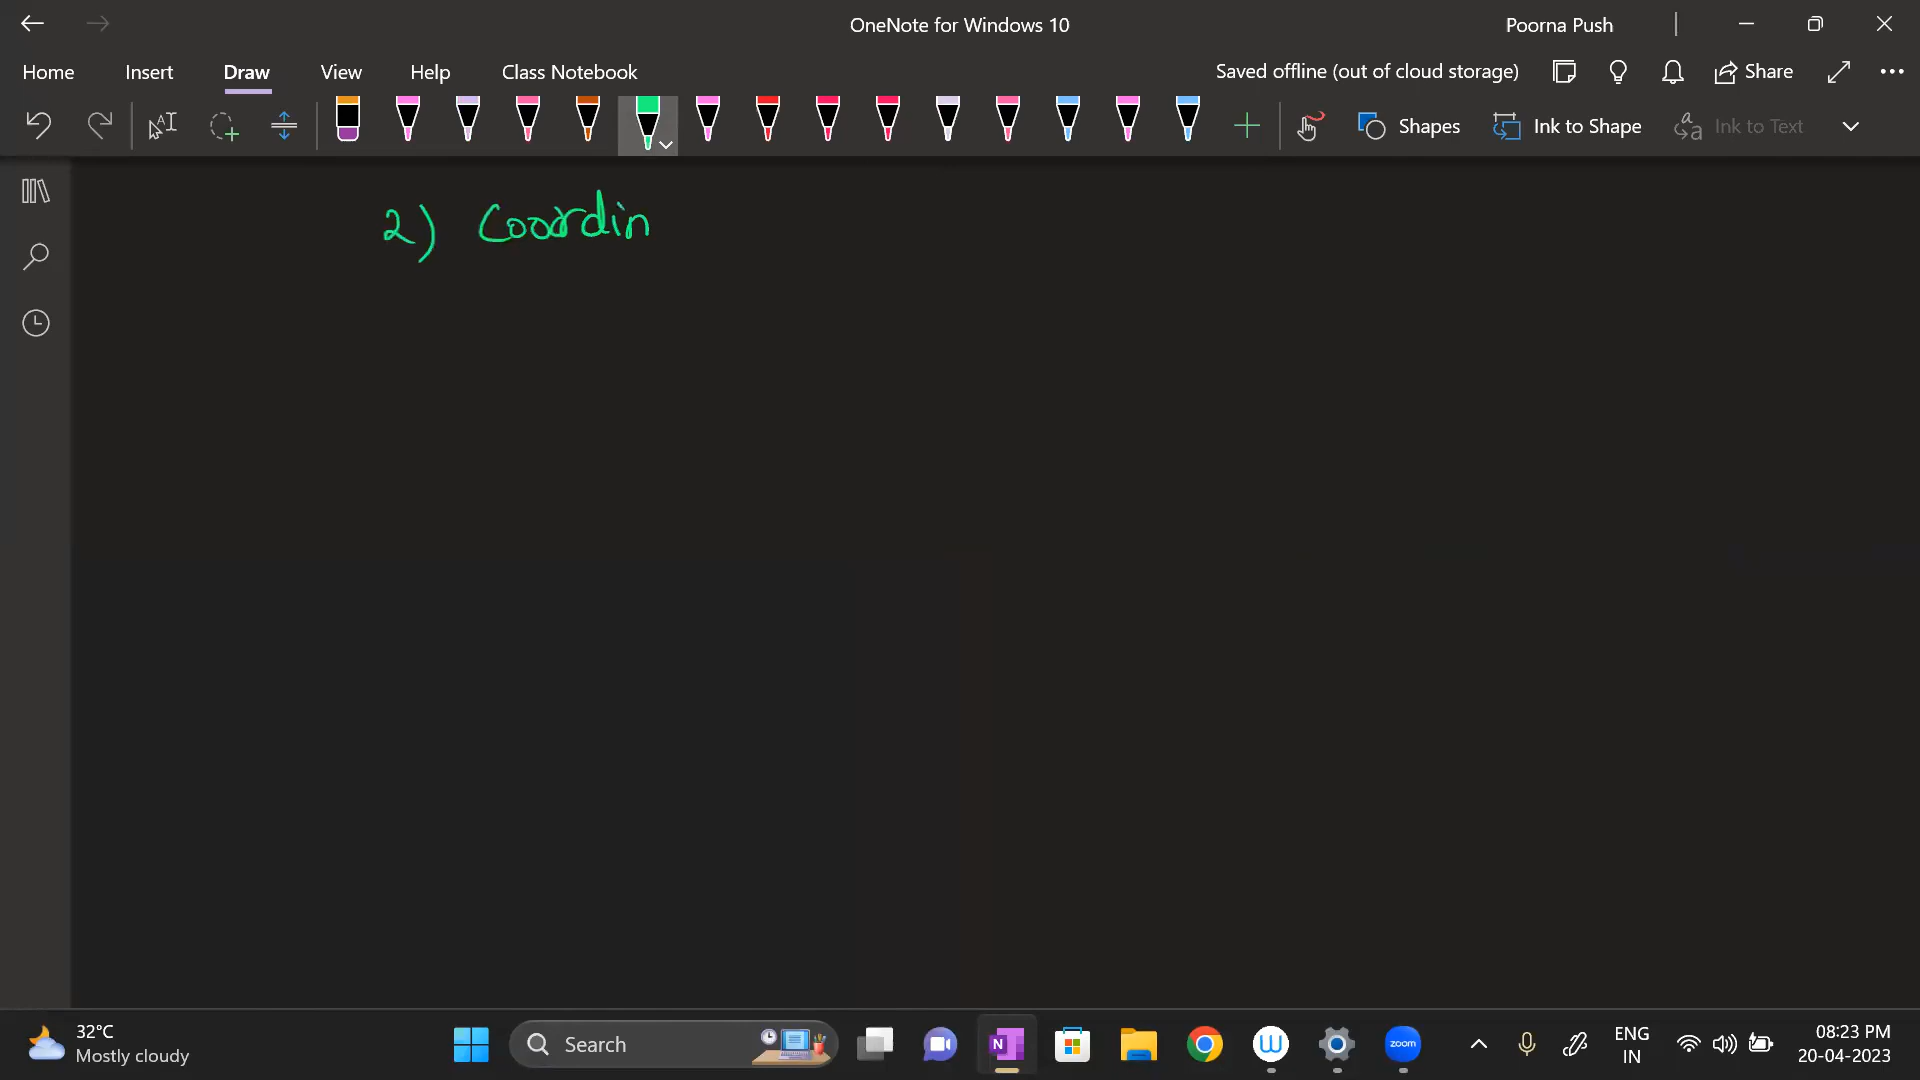 OneNote for Windows 10
Poorna Push
Home Insert Draw View Help Class Notebook
Saved offline (out of cloud storage)
Share
Shapes
Ink to Shape
Ink to Text
2) Coordin
32°C
Mostly cloudy
Search
zoom
ENG
IN
08:23 PM
20-04-2023